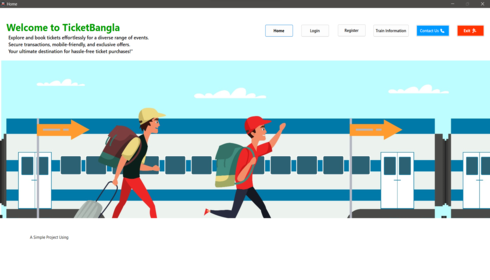 Home
Welcome to TicketBangla
Explore and book tickets effortlessly for a diverse range of events.
Secure transactions, mobile-friendly, and exclusive offers.
Your ultimate destination for hassle-free ticket purchases!"
Home
Login
Register
Train Information
Contact Us
Exit
A Simple Project Using